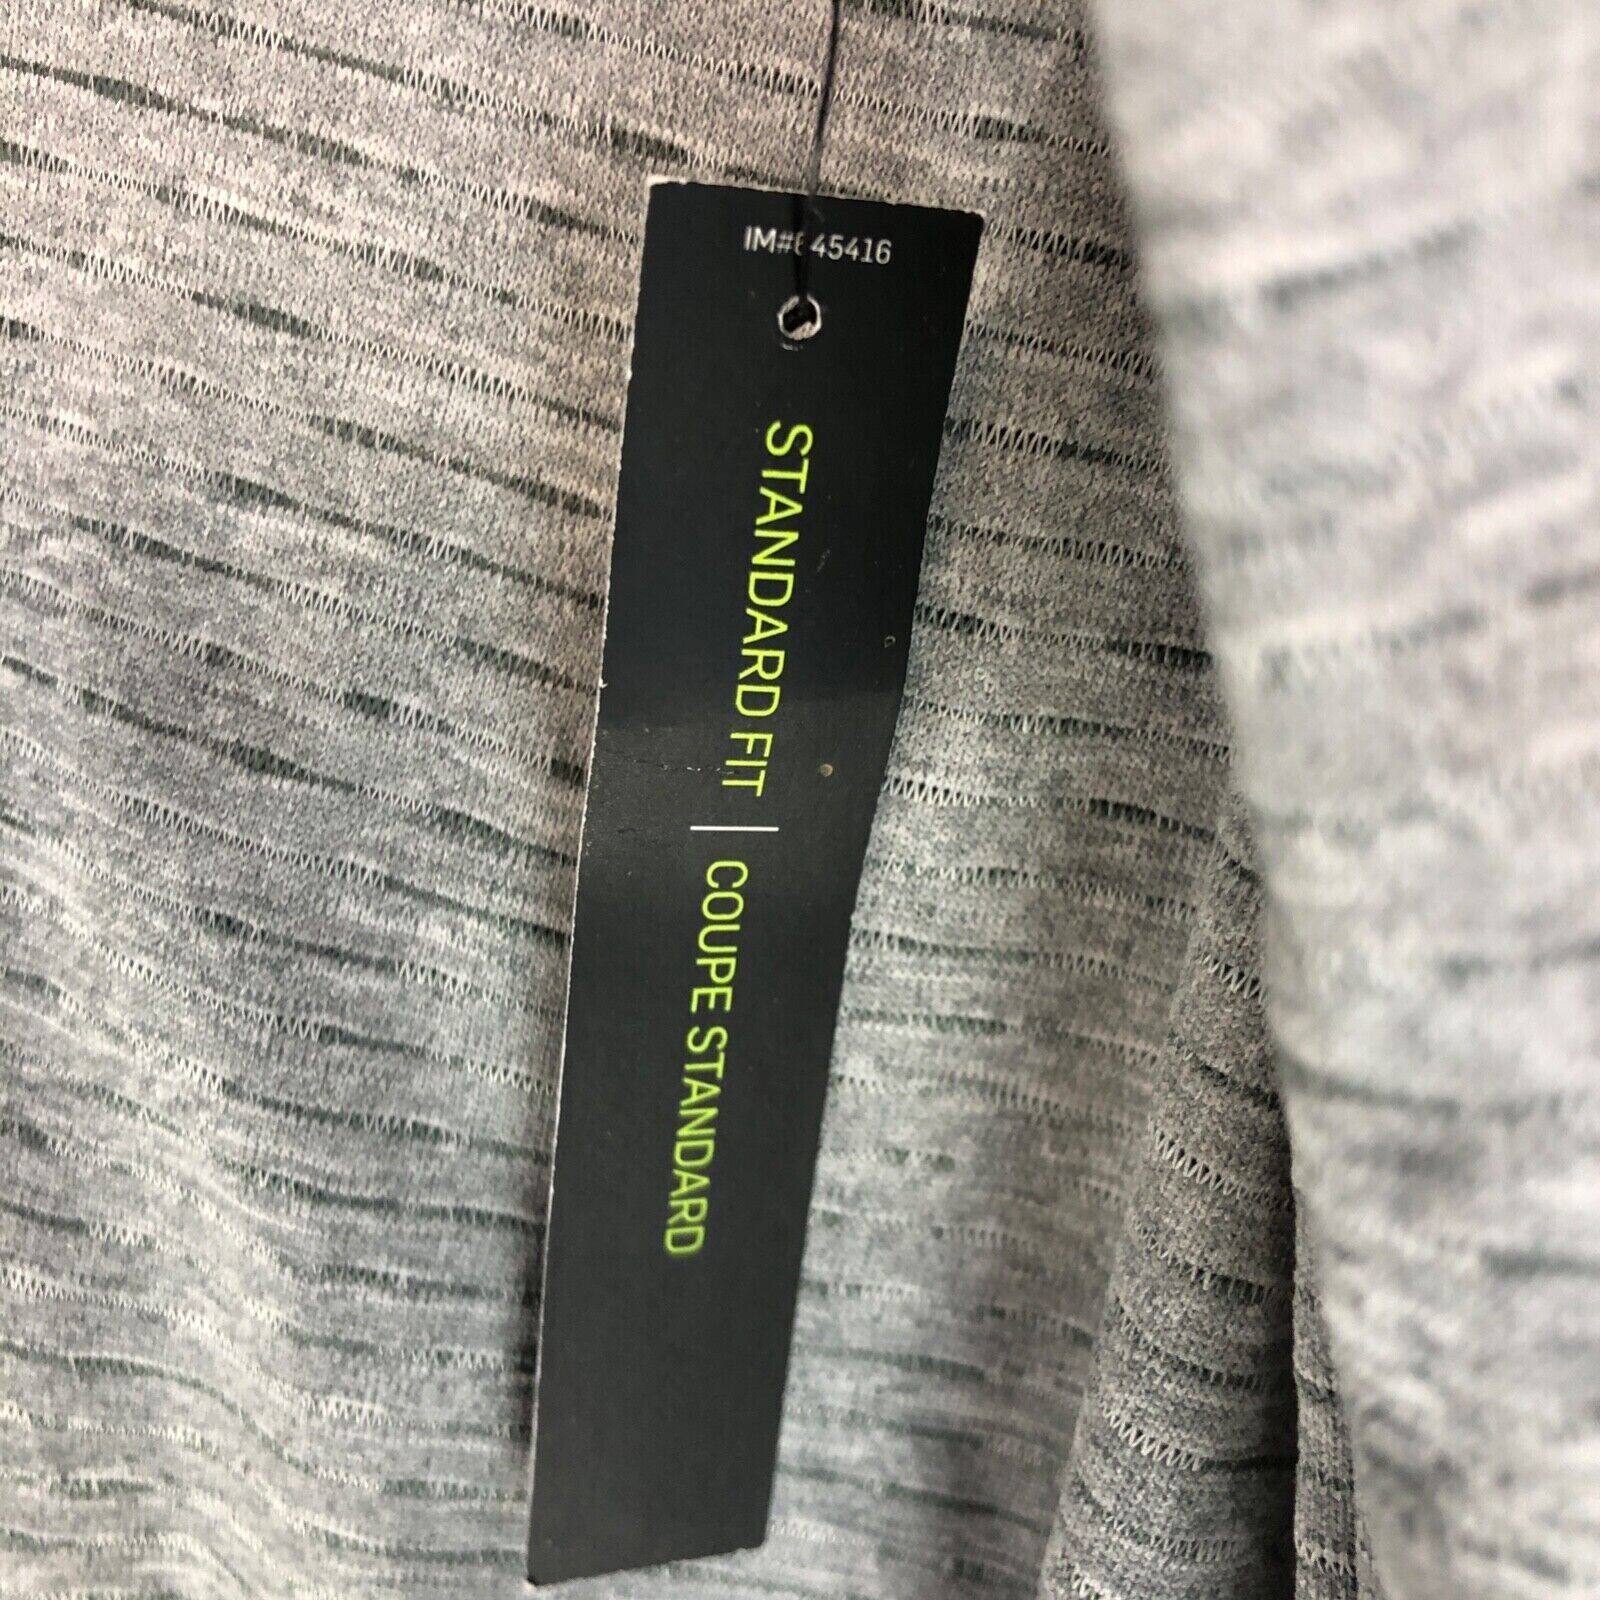 IM#645416
STANDARD FIT | COUPE STANDARD